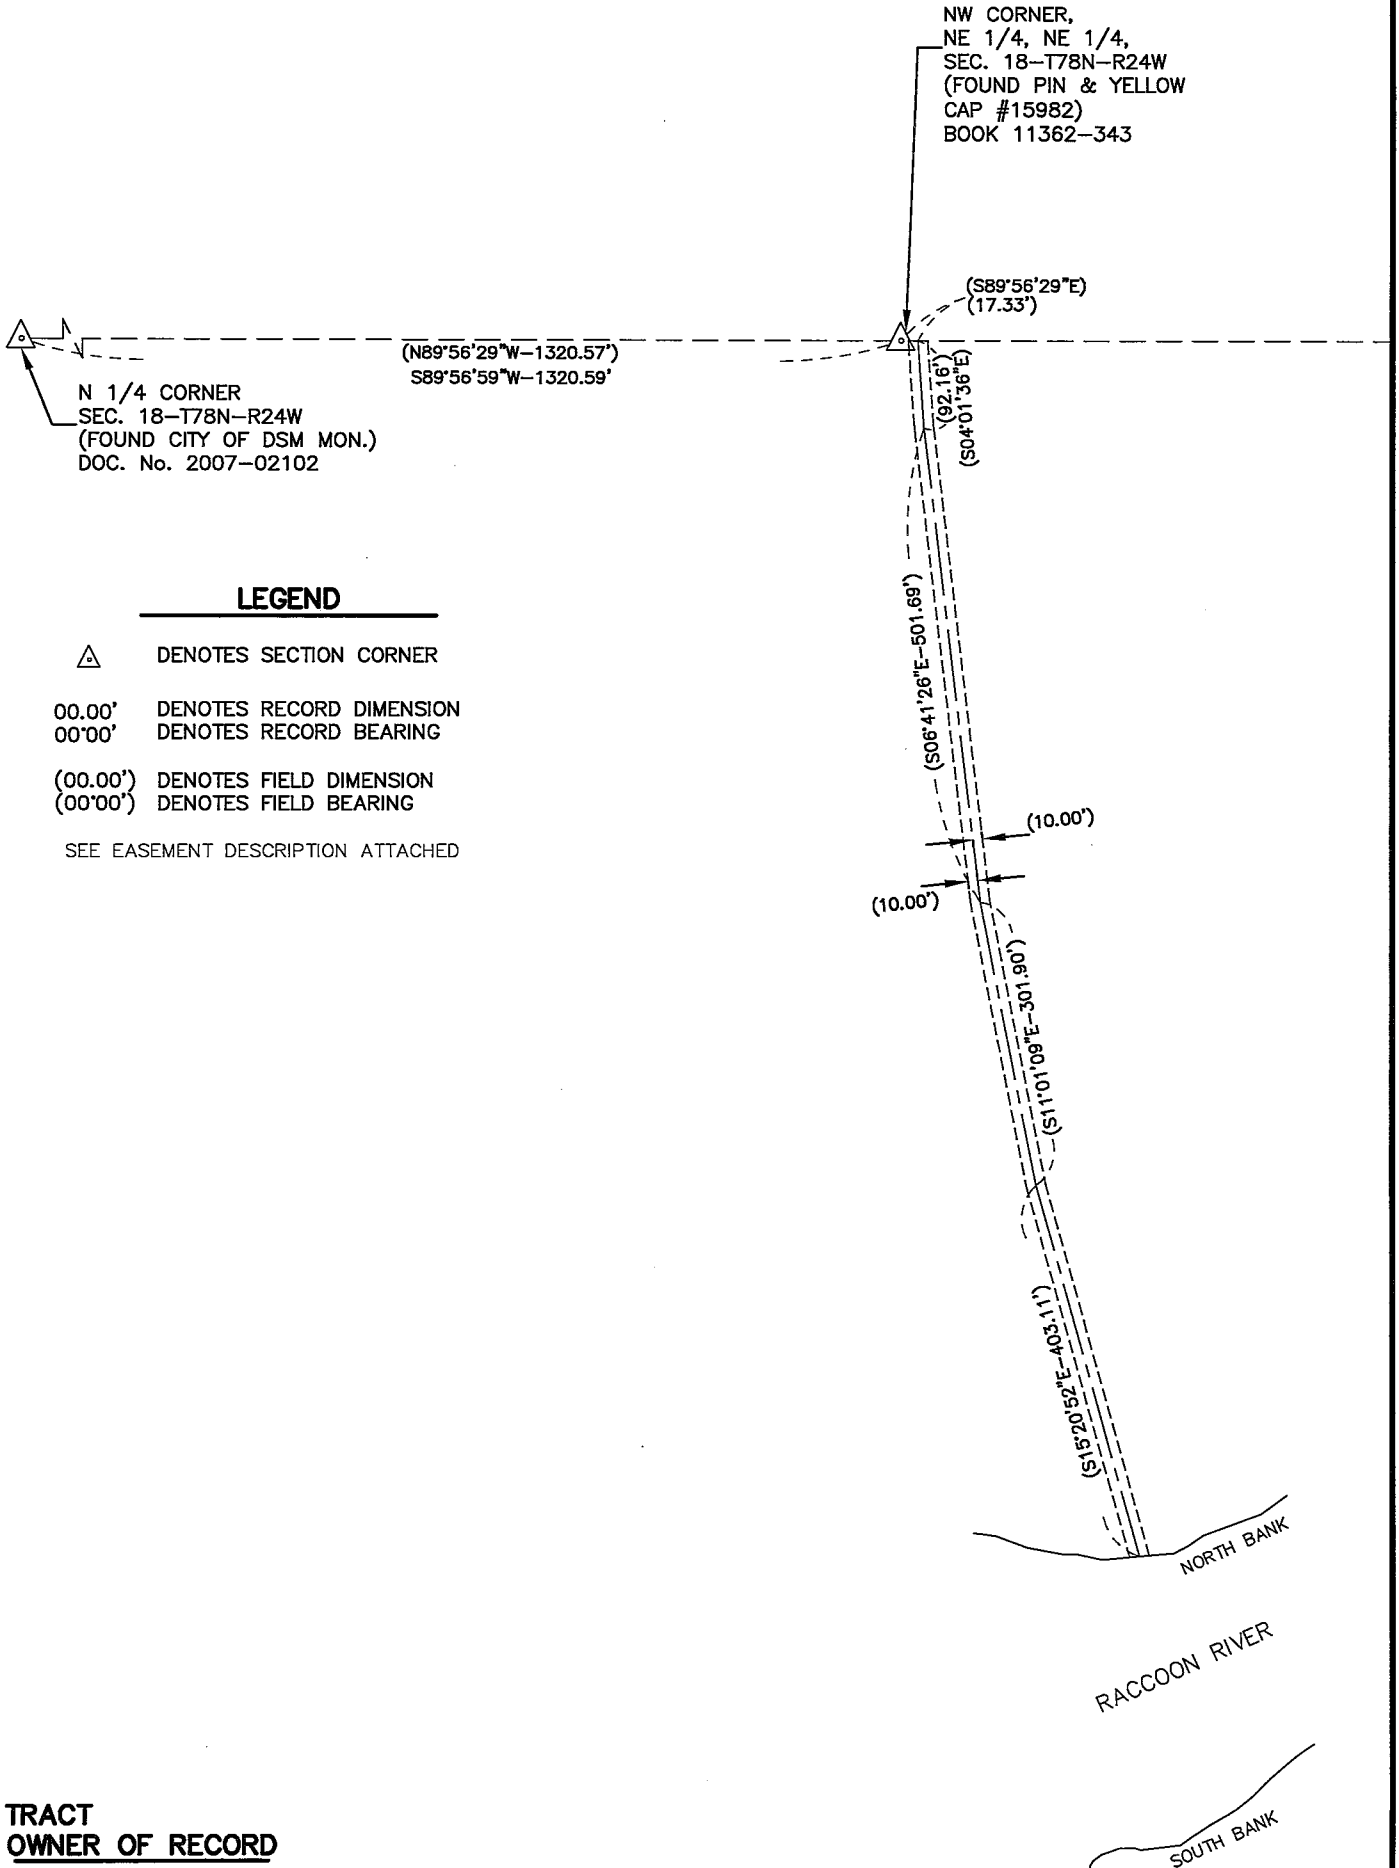 NW CORNER,
NE 1/4, NE 1/4,
SEC. 18-T78N-R24W
(FOUND PIN & YELLOW
CAP #15982)
BOOK 11362-343
(S89°56'29"E)
(17.33')
(N89°56'29"W-1320.57')
S89°56'59"W-1320.59'
(92.16')
(S04°01'36"E)
N 1/4 CORNER
SEC. 18-T78N-R24W
(FOUND CITY OF DSM MON.)
DOC. No. 2007-02102
LEGEND
DENOTES SECTION CORNER
00.00' DENOTES RECORD DIMENSION
00°00' DENOTES RECORD BEARING
(00.00') DENOTES FIELD DIMENSION
(00°00') DENOTES FIELD BEARING
SEE EASEMENT DESCRIPTION ATTACHED
(S06°41'26"E-501.69')
(10.00')
(10.00')
(S11°01'09"E-301.90')
(S15°20'52"E-403.11')
NORTH BANK
RACCOON RIVER
SOUTH BANK
TRACT
OWNER OF RECORD